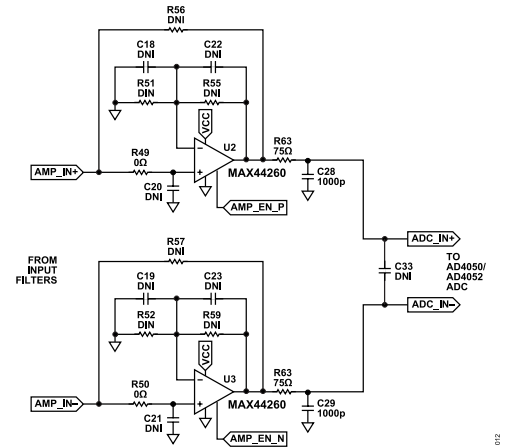 R56
DNI
C18
DNI
C22
DNI
R51
DIN
R55
DNI
VCC
U2
R63
75Ω
R49
0Ω
AMP_IN+
−
+
MAX44260
C28
1000p
C20
DNI
AMP_EN_P
ADC_IN+
R57
DNI
FROM
INPUT
FILTERS
C33
DNI
TO
AD4050/
AD4052
ADC
C19
DNI
C23
DNI
ADC_IN−
R52
DIN
R59
DNI
VCC
U3
R63
75Ω
R50
0Ω
AMP_IN−
−
+
MAX44260
C29
1000p
C21
DNI
AMP_EN_N
012